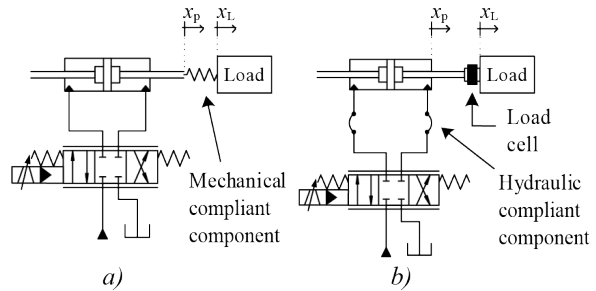 xp xL
Load
Mechanical
compliant
component
a)
xp xL
Load
Load
cell
Hydraulic
compliant
component
b)